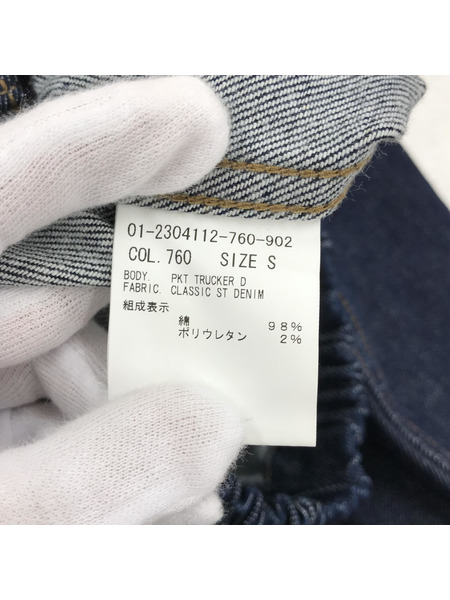 01-2304112-760-902
COL. 760 SIZE S
BODY. PKT TRUCKER D
FABRIC. CLASSIC ST DENIM
組成表示
綿 98%
ポリウレタン 2%